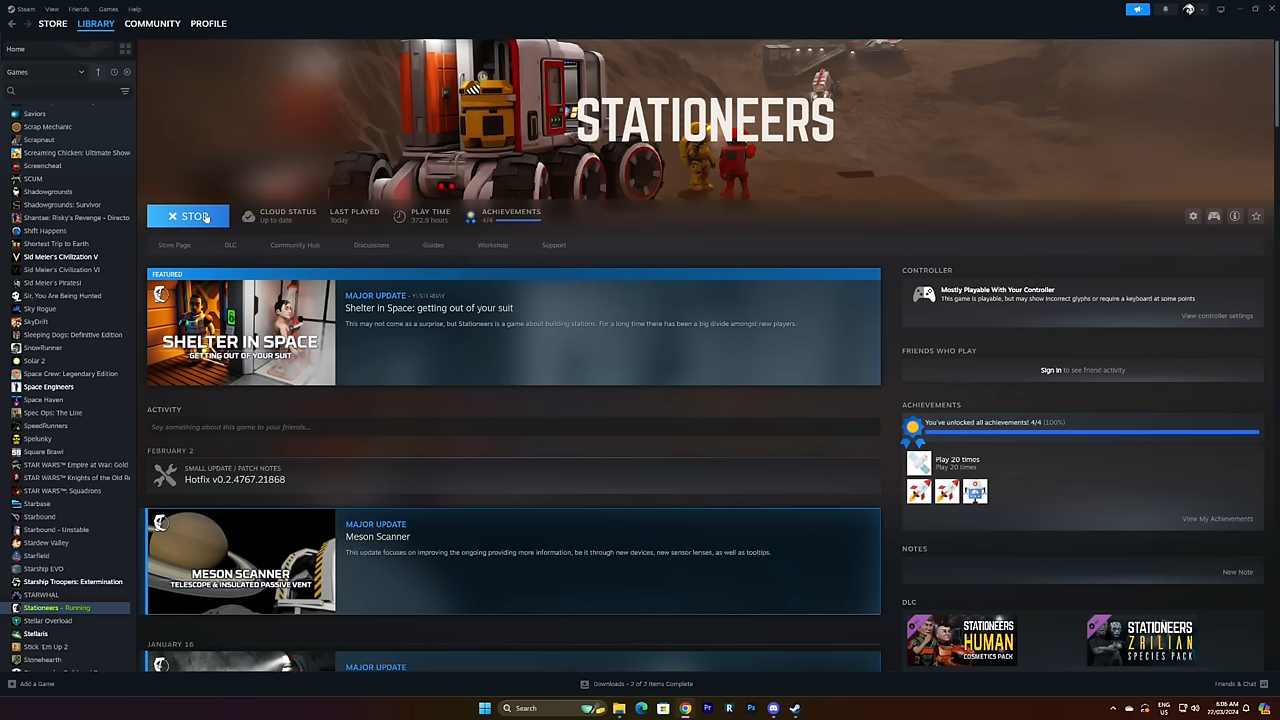 Steam View Friends Games Help
STORE LIBRARY COMMUNITY PROFILE
Home
Games
Saviors
Scrap Mechanic
Scrapnaut
Screaming Chicken: Ultimate Show
Screencheat
SCUM
Shadowgrounds
Shadowgrounds: Survivor
Shantae: Risky's Revenge - Directo
Shift Happens
Shortest Trip to Earth
Sid Meier's Civilization V
Sid Meier's Civilization VI
Sid Meier's Pirates!
Sir, You Are Being Hunted
Sky Rogue
SkyDrift
Sleeping Dogs: Definitive Edition
SnowRunner
Solar 2
Space Crew: Legendary Edition
Space Engineers
Space Haven
Spec Ops: The Line
SpeedRunners
Spelunky
Square Brawl
STAR WARS™ Empire at War: Gold
STAR WARS™ Knights of the Old R
STAR WARS™: Squadrons
Starbase
Starbound
Starbound - Unstable
Stardew Valley
Starfield
Starship EVO
Starship Troopers: Extermination
STARWHAL
Stationeers - Running
Stellar Overload
Stellaris
Stick 'Em Up 2
Stonehearth
STATIONEERS
STOP
CLOUD STATUS
Up to date
LAST PLAYED
Today
PLAY TIME
372.9 hours
ACHIEVEMENTS
4/4
Store Page DLC Community Hub Discussions Guides Workshop Support
FEATURED
SHELTER IN SPACE
GETTING OUT OF YOUR SUIT
MAJOR UPDATE - YESTERDAY
Shelter in Space: getting out of your suit
This may not come as a surprise, but Stationeers is a game about building stations. For a long time there has been a big divide amongst new players.
ACTIVITY
Say something about this game to your friends...
FEBRUARY 2
SMALL UPDATE / PATCH NOTES
Hotfix v0.2.4767.21868
MESON SCANNER
TELESCOPE & INSULATED PASSIVE VENT
MAJOR UPDATE
Meson Scanner
This update focuses on improving the ongoing providing more information, be it through new devices, new sensor lenses, as well as tooltips.
JANUARY 16
MAJOR UPDATE
CONTROLLER
Mostly Playable With Your Controller
This game is playable, but may show incorrect glyphs or require a keyboard at some points
View controller settings
FRIENDS WHO PLAY
Sign in to see friend activity
ACHIEVEMENTS
You've unlocked all achievements! 4/4 (100%)
Play 20 times
Play 20 times
View My Achievements
NOTES
New Note
DLC
STATIONEERS
HUMAN
COSMETICS PACK
STATIONEERS
ZRILIAN
SPECIES PACK
Add a Game
Downloads - 2 of 2 Items Complete
Friends & Chat
Search
ENG
US
6:06 AM
22/03/2024